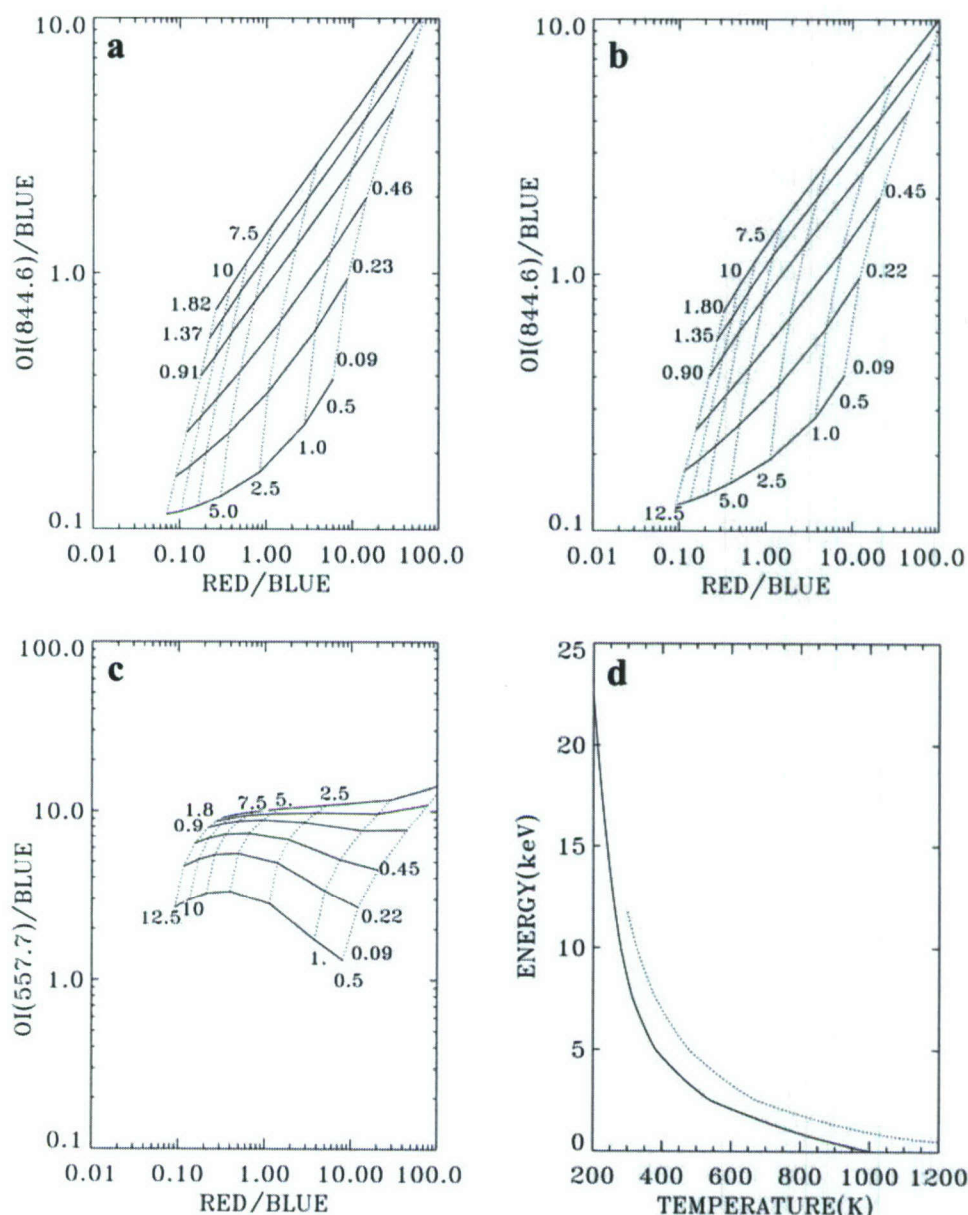 a
10.0
1.0
0.1
OI(844.6)/BLUE
7.5
10
1.82
1.37
0.91
0.46
0.23
0.09
0.5
1.0
2.5
5.0
0.01 0.10 1.00 10.00 100.0
RED/BLUE
b
10.0
1.0
0.1
OI(844.6)/BLUE
7.5
10
1.80
1.35
0.90
0.45
0.22
0.09
0.5
1.0
2.5
5.0
12.5
0.01 0.10 1.00 10.00 100.0
RED/BLUE
c
100.0
10.0
1.0
0.1
OI(557.7)/BLUE
1.8 7.5 5. 2.5
0.9
0.45
0.22
12.5 10
1. 0.09
0.5
0.01 0.10 1.00 10.00 100.0
RED/BLUE
d
25
20
15
10
5
0
ENERGY(keV)
200 400 600 800 1000 1200
TEMPERATURE(K)